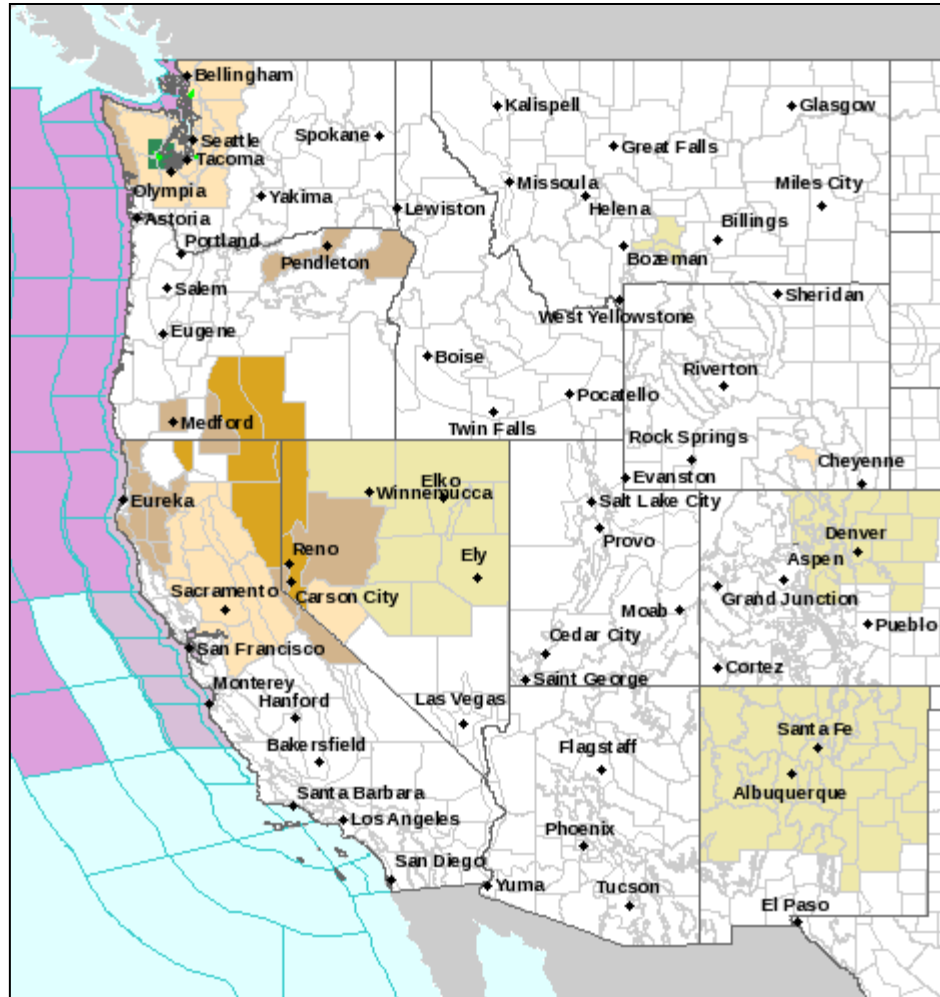 Bellingham
Kalispell
Glasgow
Spokane
Seattle
Great Falls
Tacoma
Missoula
Miles City
Olympia
Yakima
Helena
Lewiston
Astoria
Billings
Portland
Bozeman
Pendleton
Salem
Sheridan
West Yellowstone
Eugene
Boise
Riverton
Pocatello
Medford
Twin Falls
Rock Springs
Cheyenne
Elko
Evanston
Winnemucca
Eureka
Salt Lake City
Denver
Provo
Reno
Ely
Aspen
Sacramento
Carson City
Grand Junction
Moab
Pueblo
Cedar City
San Francisco
Cortez
Saint George
Monterey
Hanford
Las Vegas
Santa Fe
Bakersfield
Flagstaff
Santa Barbara
Albuquerque
Los Angeles
Phoenix
San Diego
Yuma
Tucson
El Paso